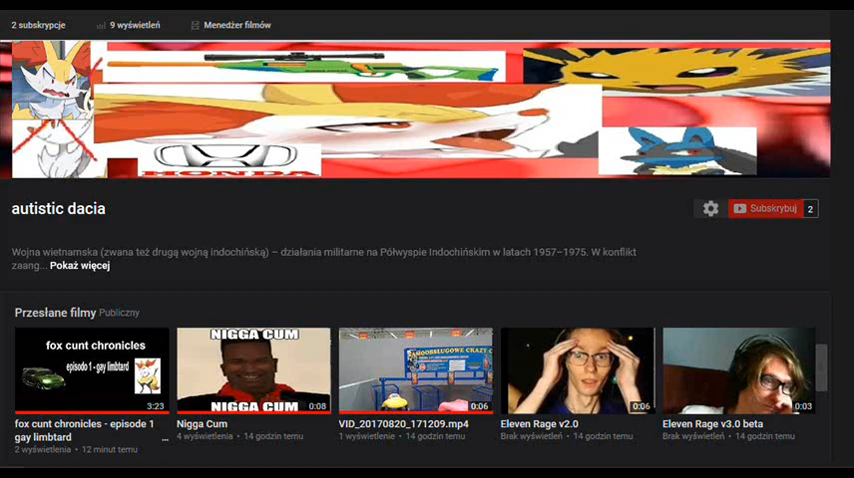 2 subskrypcje
9 wyświetleń
Menedżer filmów
HONDA
autistic dacia
Subskrybuj 2
Wojna wietnamska (zwana też drugą wojną indochińską) – działania militarne na Półwyspie Indochińskim w latach 1957–1975. W konflikt
zaang... Pokaż więcej
Przesłane filmy Publiczny
fox cunt chronicles
episodo 1 - gay limbtard
3:23
NIGGA CUM
NIGGA CUM
0:08
0:06
0:06
0:03
fox cunt chronicles - episode 1
gay limbtard
...
2 wyświetlenia • 12 minut temu
Nigga Cum
4 wyświetlenia • 14 godzin temu
VID_20170820_171209.mp4
1 wyświetlenie • 14 godzin temu
Eleven Rage v2.0
Brak wyświetleń • 14 godzin temu
Eleven Rage v3.0 beta
Brak wyświetleń • 14 godzin temu